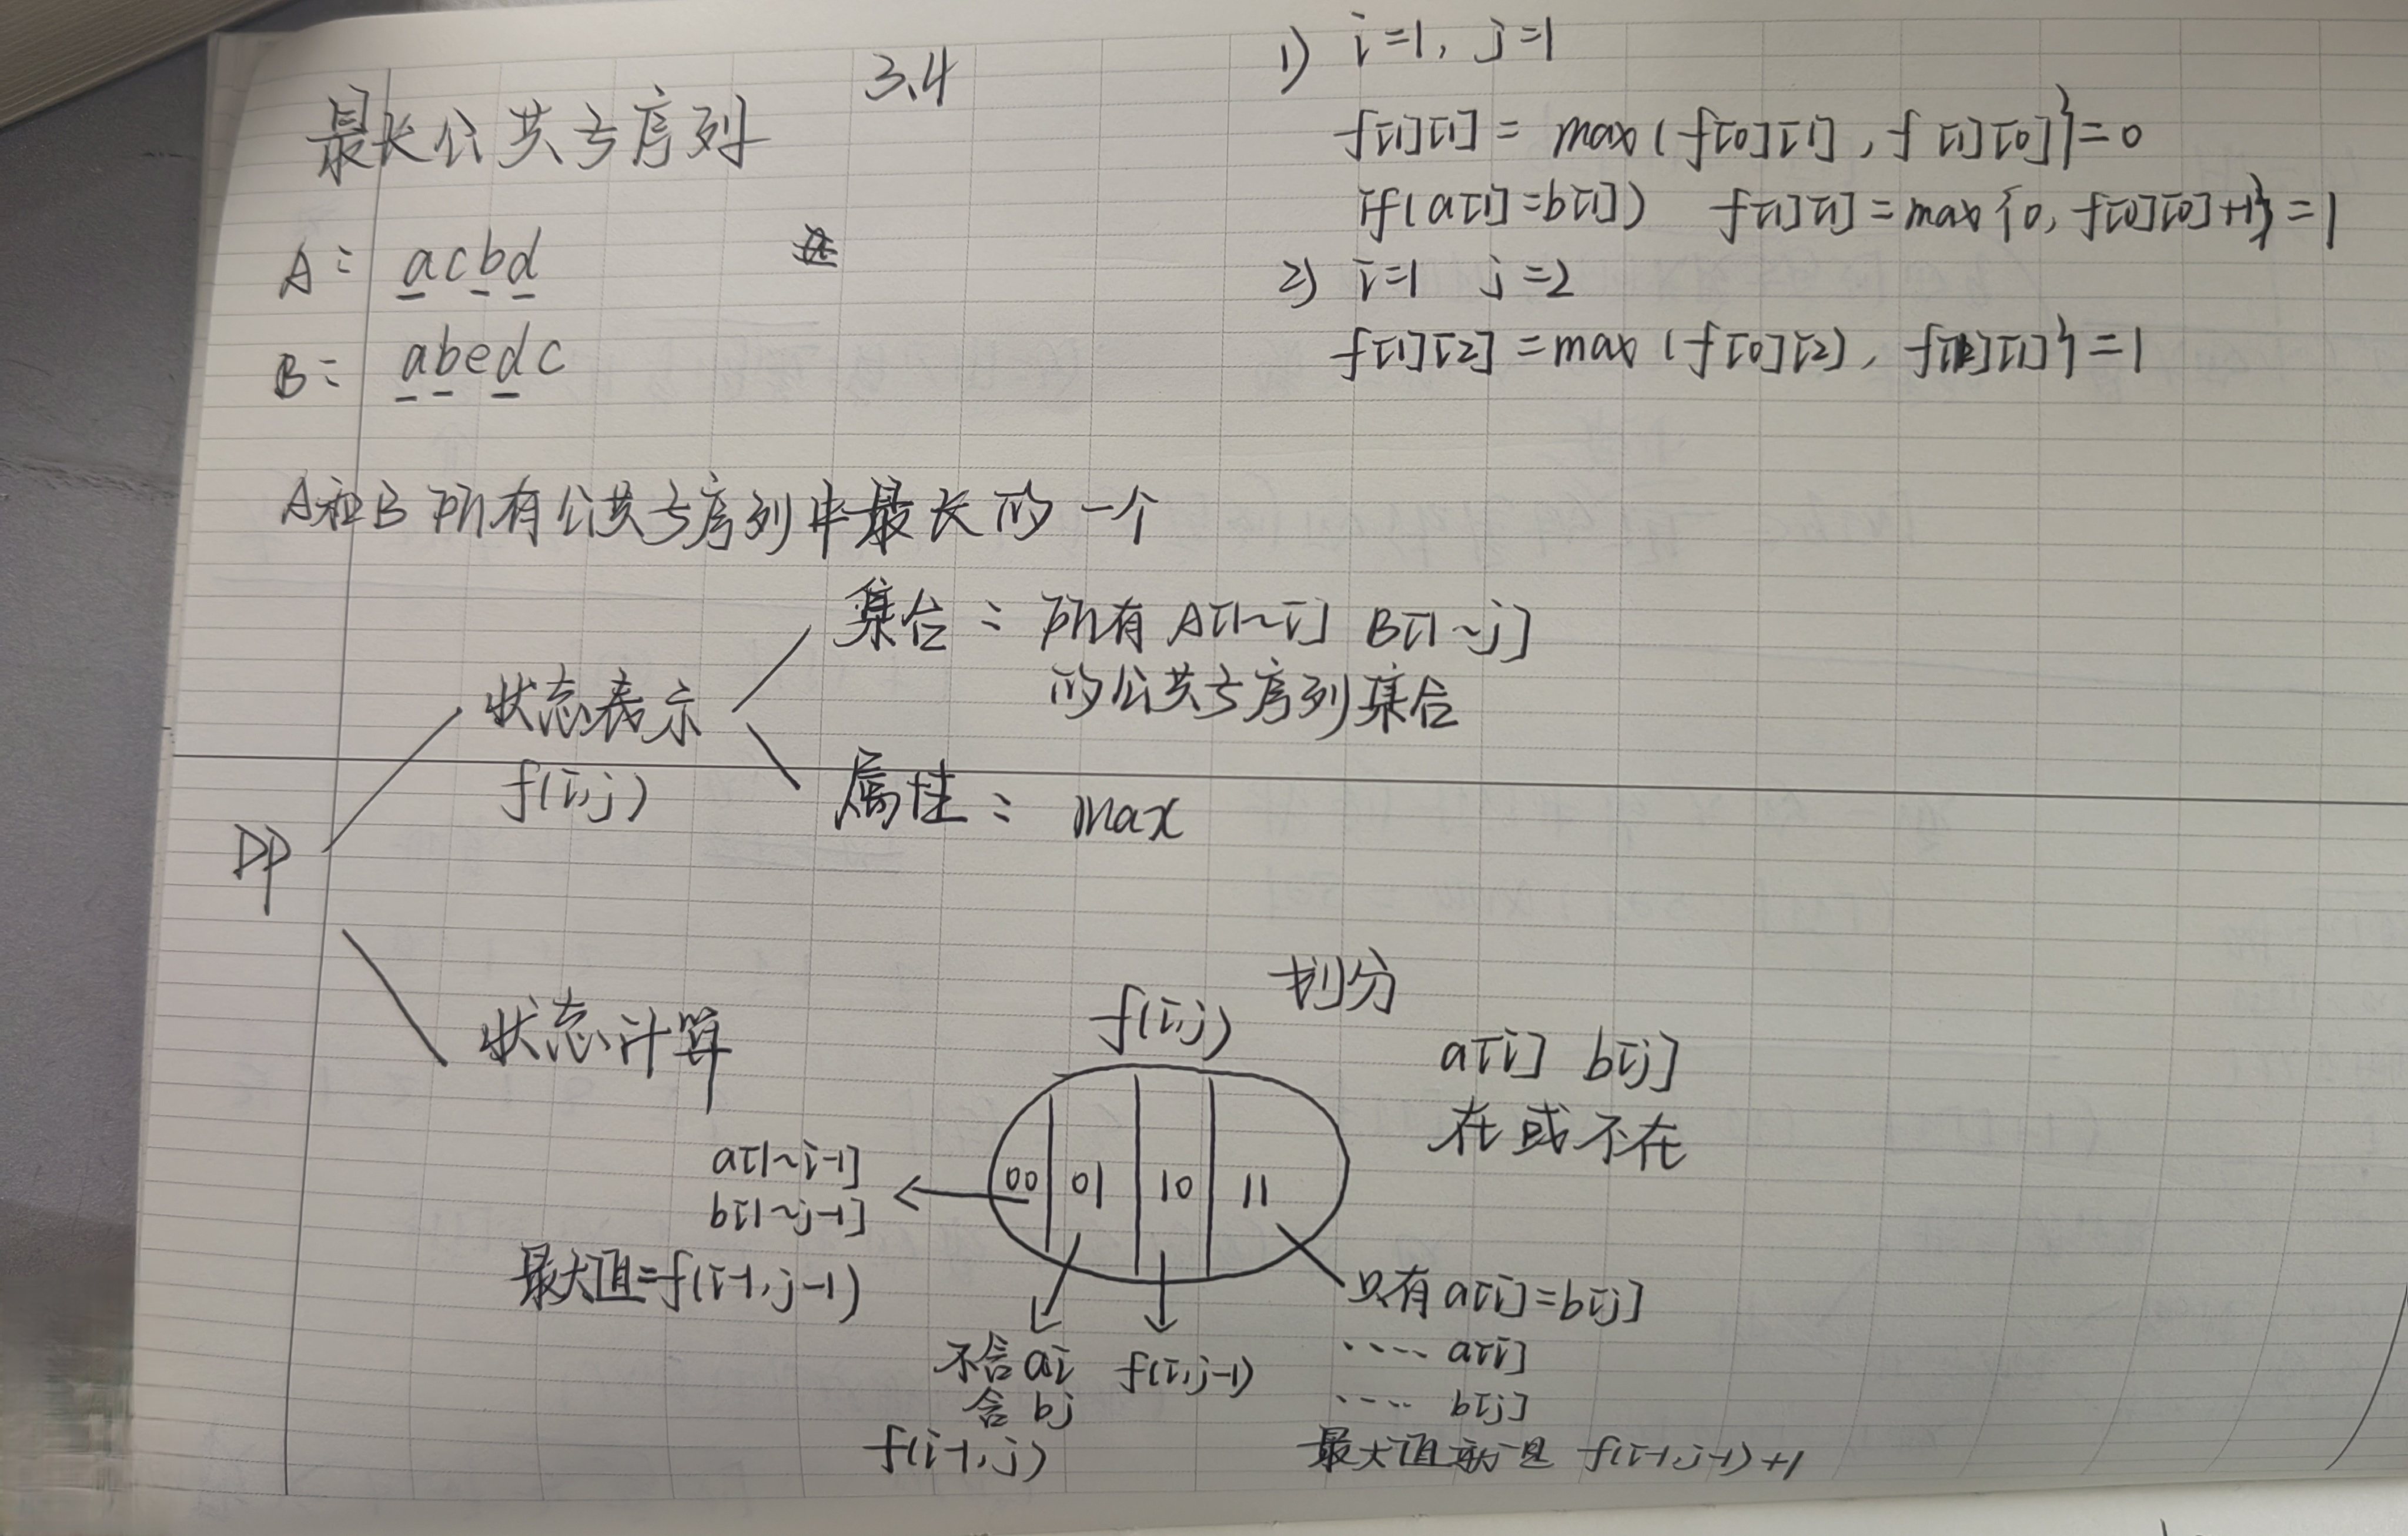 最长公共子序列 3.4
A: acbd
B: abedc
A和B所有公共子序列中最长的一个
1) i=1, j=1
f[1][1] = max(f[0][1], f[1][0]}=0
if(a[1]=b[1]) f[1][1]=max{0, f[0][0]+1}=1
2) i=1 j=2
f[1][2]=max(f[0][2), f[1][1]}=1
DP
状态表示
f(i,j)
集合: 所有A[1~i] B[1~j]
的公共子序列集合
属性: max
状态计算
f(i,j) 划分
a[i] b[j]
在或不在
00 01 10 11
a[1~i-1]
b[1~j-1]
最大值=f(i-1,j-1)
不含ai
含bj
f(i-1,j)
f(i,j-1)
只有a[i]=b[j]
.... a[i]
.... b[j]
最大值就是 f(i-1,j-1)+1